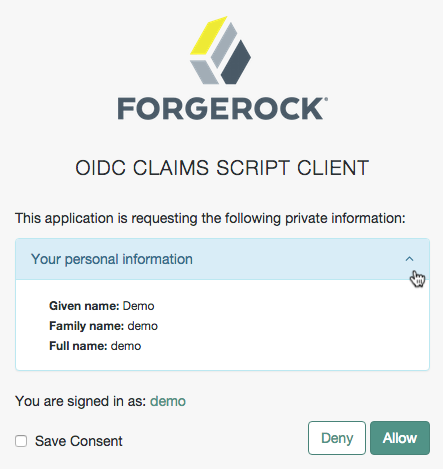 FORGEROCK
OIDC CLAIMS SCRIPT CLIENT
This application is requesting the following private information:
Your personal information
Given name: Demo
Family name: demo
Full name: demo
You are signed in as: demo
Save Consent
Deny
Allow